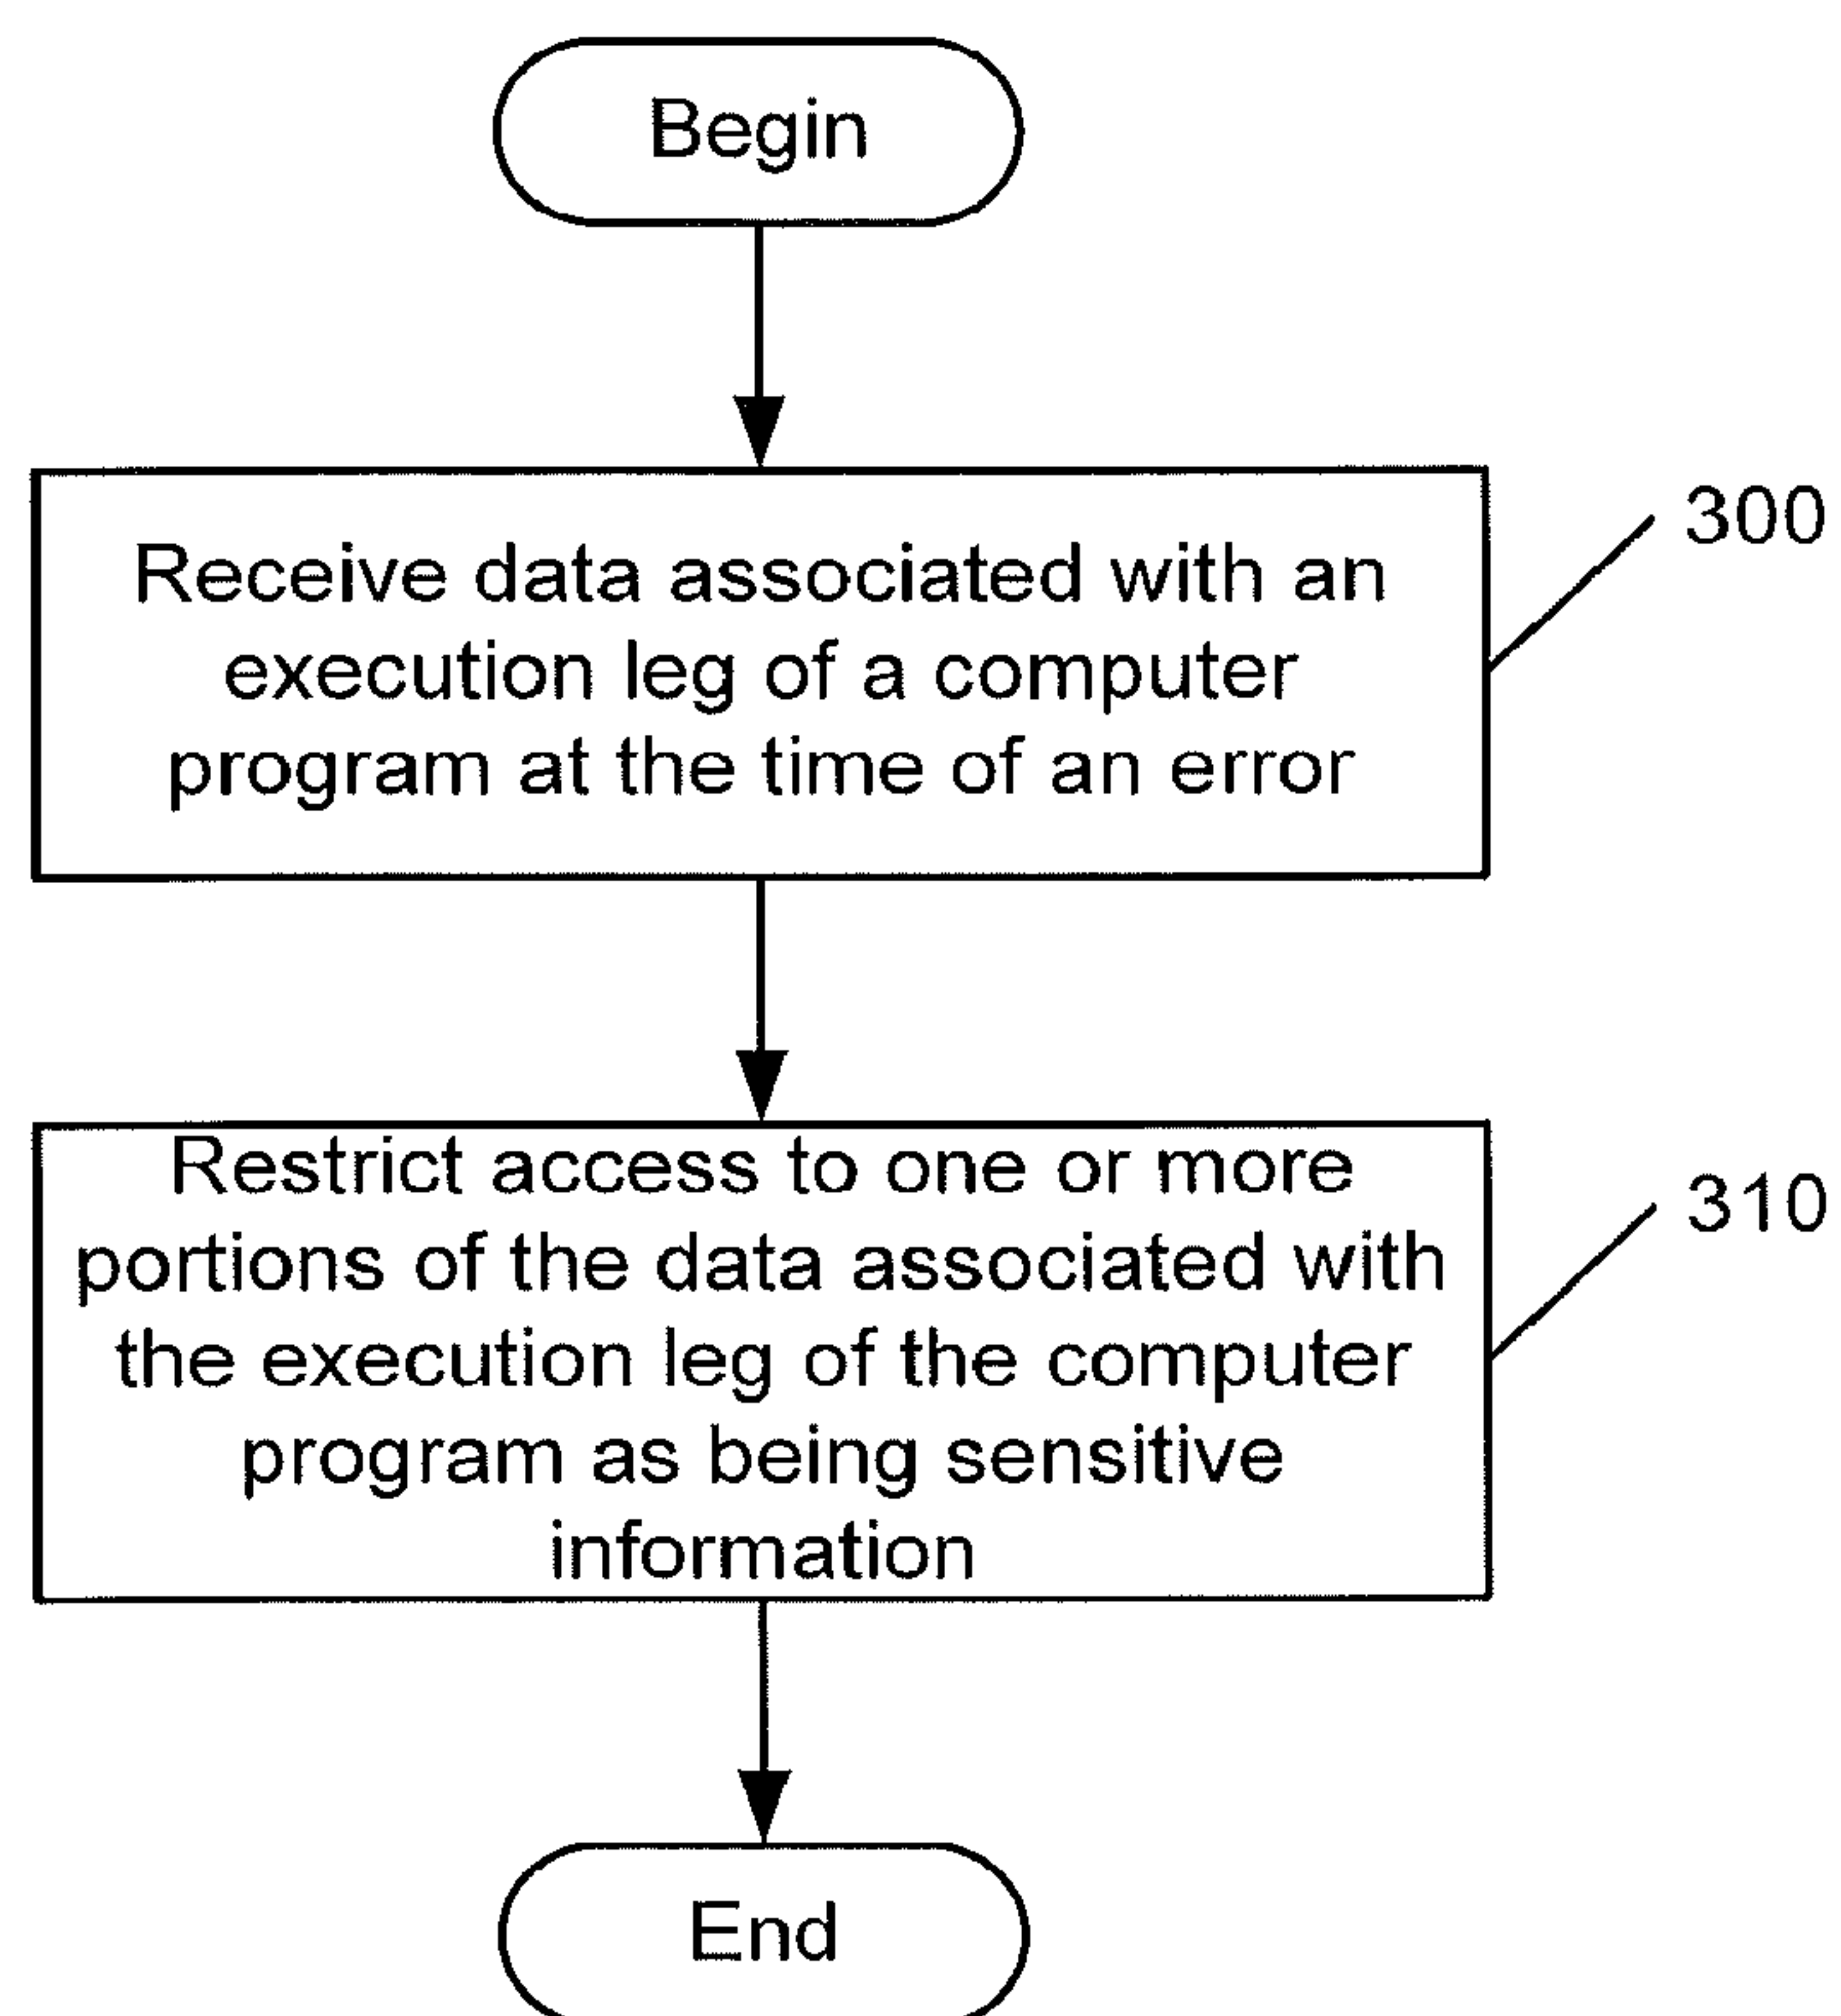 Begin
300
Receive data associated with an
execution leg of a computer
program at the time of an error
310
Restrict access to one or more
portions of the data associated with
the execution leg of the computer
program as being sensitive
information
End